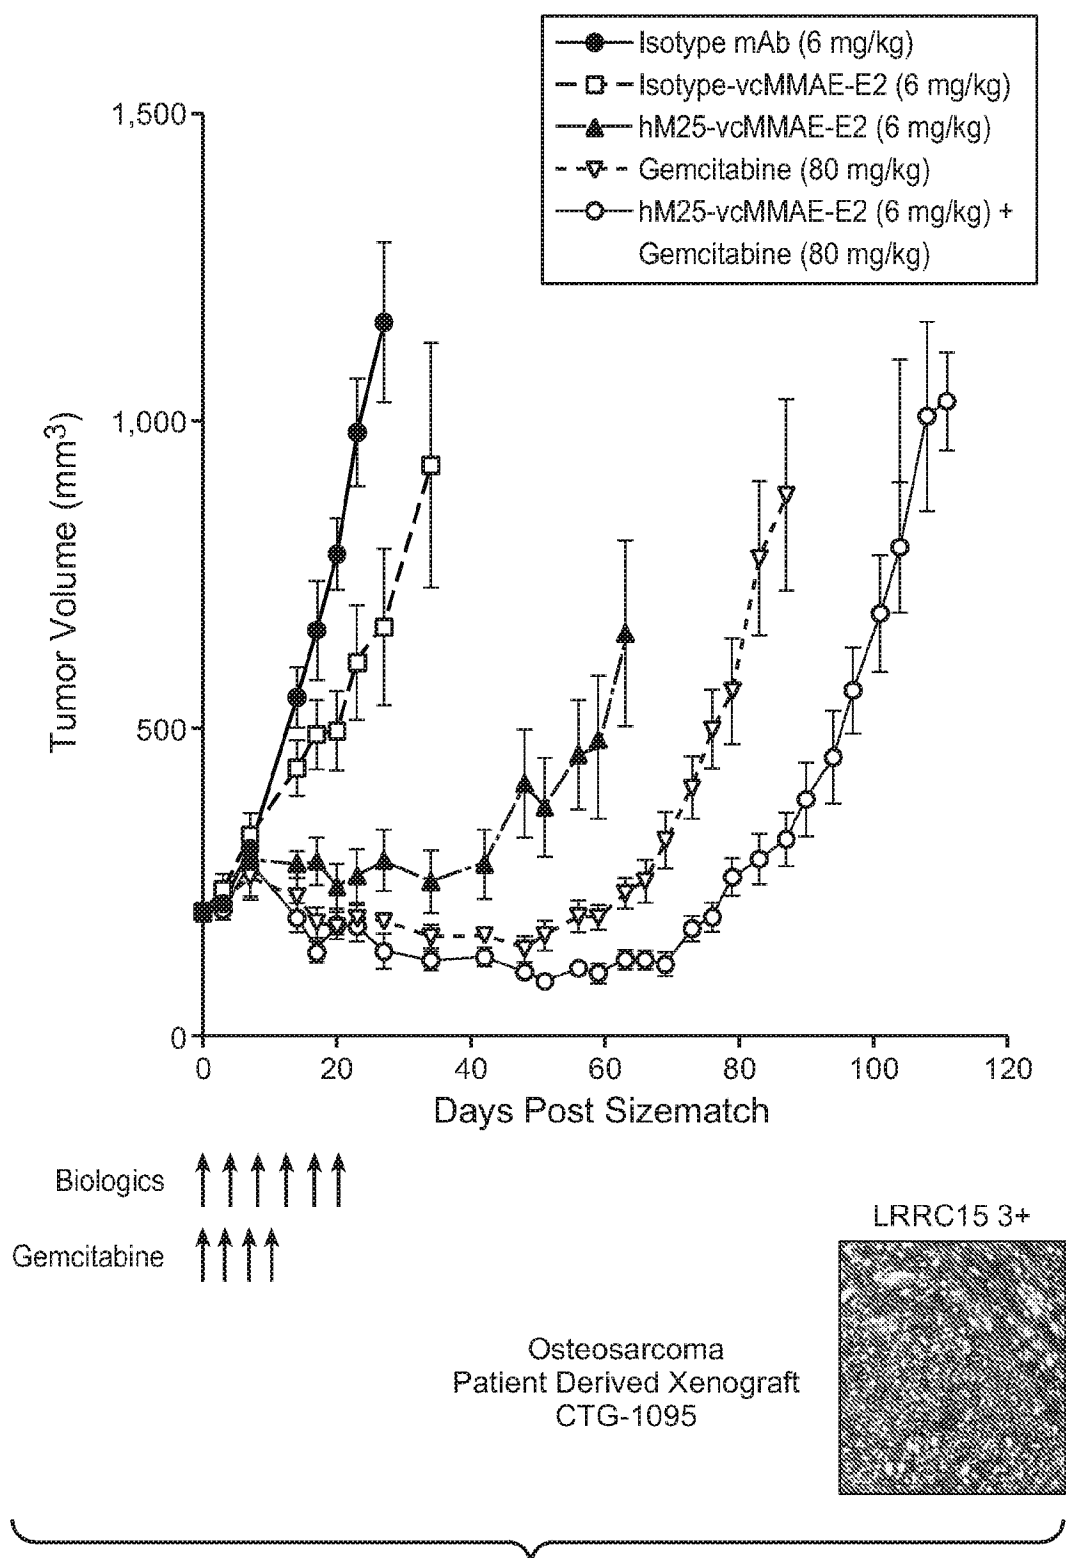 Isotype mAb (6 mg/kg)
Isotype-vcMMAE-E2 (6 mg/kg)
hM25-vcMMAE-E2 (6 mg/kg)
Gemcitabine (80 mg/kg)
hM25-vcMMAE-E2 (6 mg/kg) +
Gemcitabine (80 mg/kg)
1,500
1,000
500
0
Tumor Volume (mm³)
0 20 40 60 80 100 120
Days Post Sizematch
Biologics
Gemcitabine
LRRC15 3+
Osteosarcoma
Patient Derived Xenograft
CTG-1095